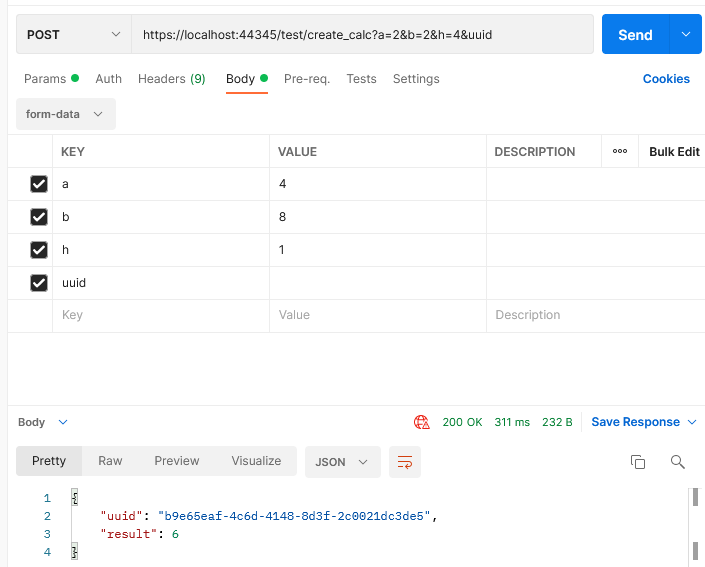 POST https://localhost:44345/test/create_calc?a=2&b=2&h=4&uuid Send
Params Auth Headers (9) Body Pre-req. Tests Settings Cookies
form-data
KEY VALUE DESCRIPTION ooo Bulk Edit
a 4
b 8
h 1
uuid
Key Value Description
Body 200 OK 311 ms 232 B Save Response
Pretty Raw Preview Visualize JSON
1 {
2 "uuid": "b9e65eaf-4c6d-4148-8d3f-2c0021dc3de5",
3 "result": 6
4 }